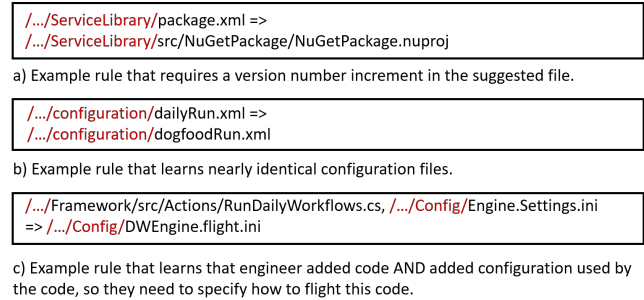 /.../ServiceLibrary/package.xml =>
/.../ServiceLibrary/src/NuGetPackage/NuGetPackage.nuproj
a) Example rule that requires a version number increment in the suggested file.
/.../configuration/dailyRun.xml =>
/.../configuration/dogfoodRun.xml
b) Example rule that learns nearly identical configuration files.
/.../Framework/src/Actions/RunDailyWorkflows.cs, /.../Config/Engine.Settings.ini
=> /.../Config/DWEngine.flight.ini
c) Example rule that learns that engineer added code AND added configuration used by
the code, so they need to specify how to flight this code.